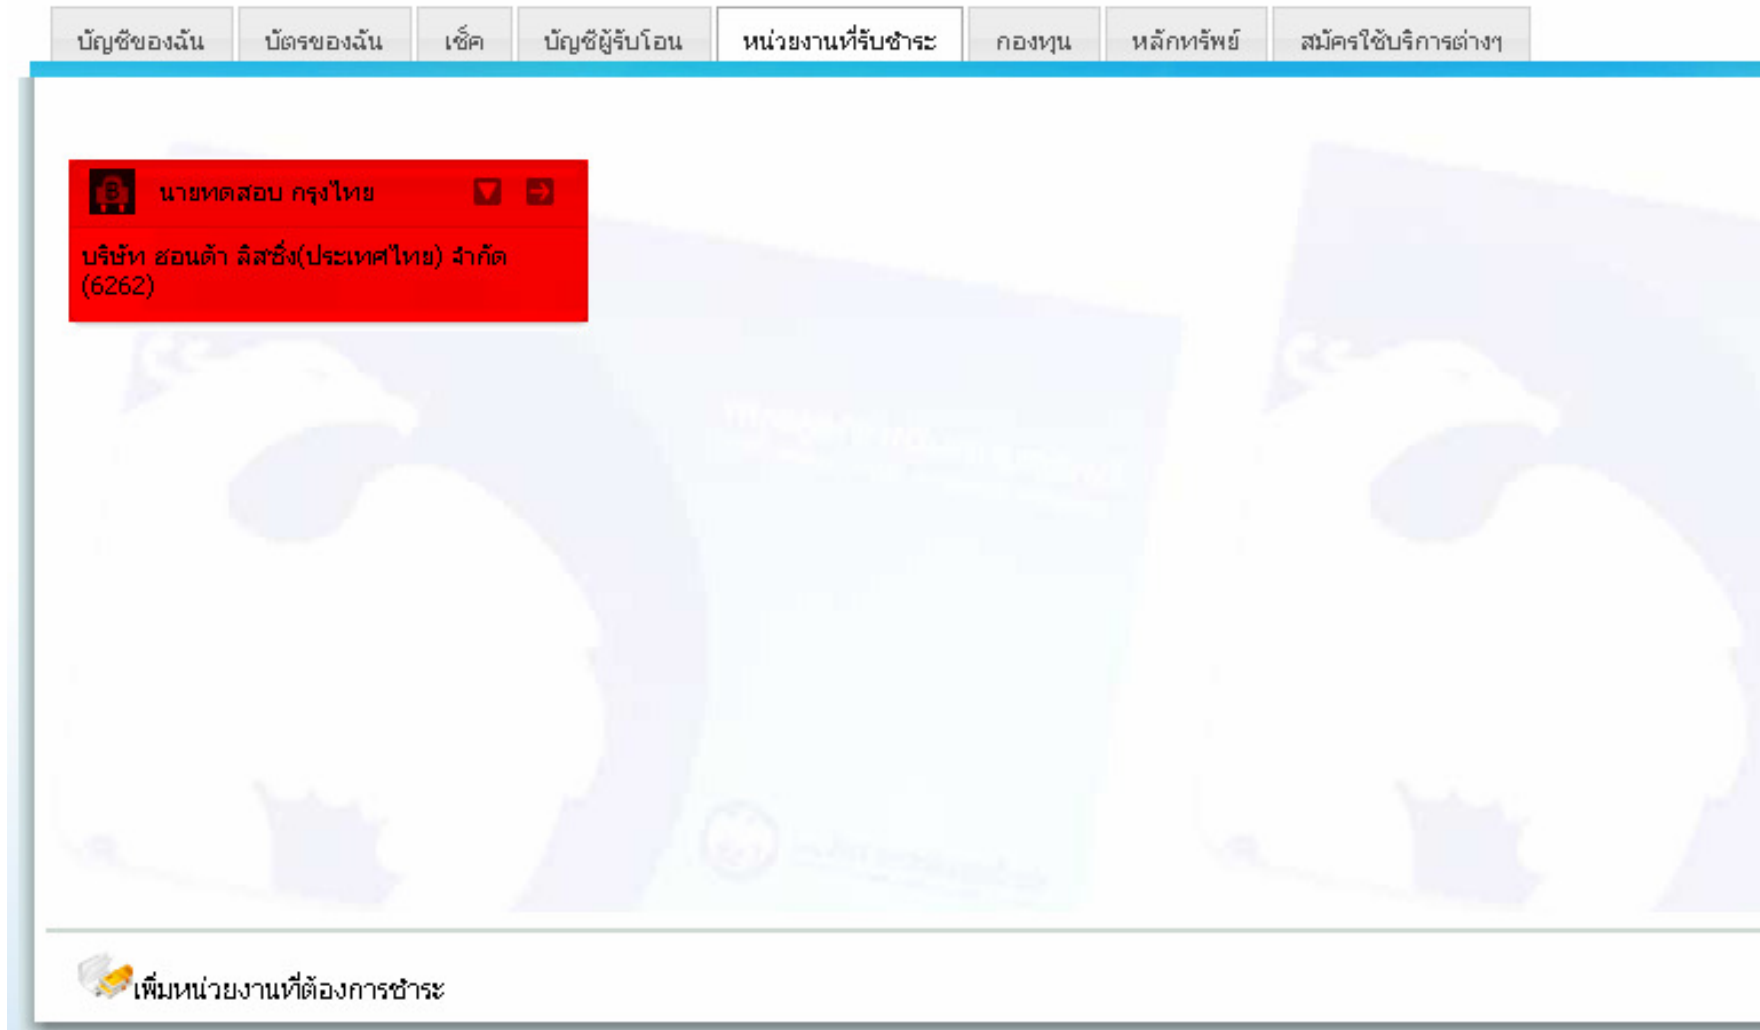 บัญชีของฉัน บัตรของฉัน เช็ค บัญชีผู้รับโอน หน่วยงานที่รับชำระ กองทุน หลักทรัพย์ สมัครใช้บริการต่างๆ
นายทดสอบ กรุงไทย
บริษัท ฮอนด้า ลิสซิ่ง(ประเทศไทย) จำกัด
(6262)
เพิ่มหน่วยงานที่ต้องการชำระ